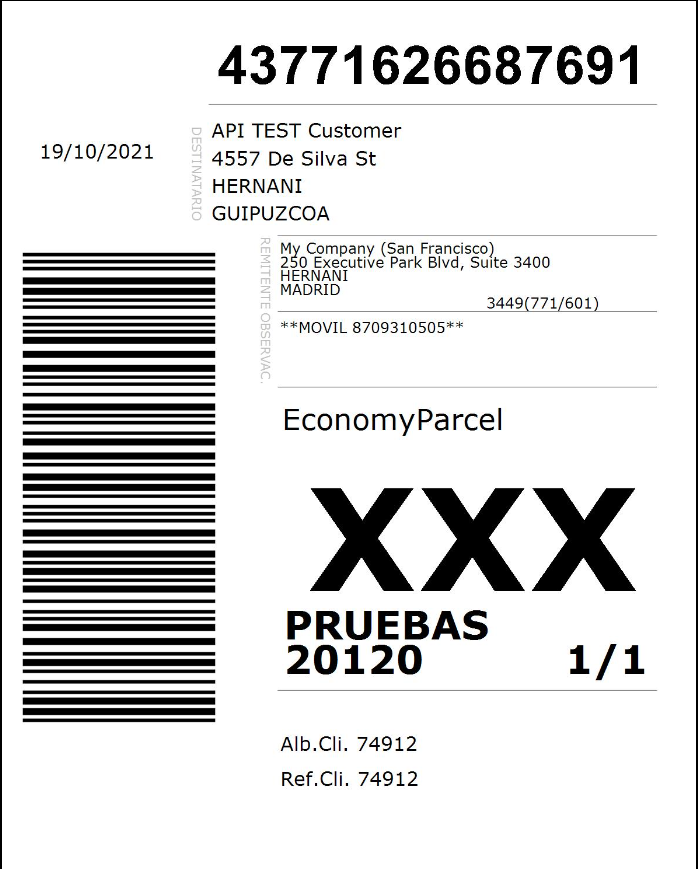 43771626687691
19/10/2021
DESTINATARIO
API TEST Customer
4557 De Silva St
HERNANI
GUIPUZCOA
REMITENTE
My Company (San Francisco)
250 Executive Park Blvd, Suite 3400
HERNANI
MADRID
3449(771/601)
OBSERVAC.
**MOVIL 8709310505**
EconomyParcel
XXX
PRUEBAS
20120 1/1
Alb.Cli. 74912
Ref.Cli. 74912